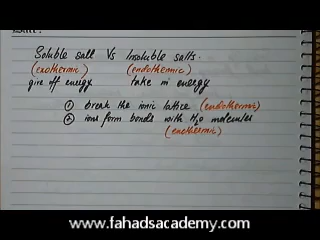 Soluble salt Vs Insoluble salts.
(exothermic) (endothermic)
give off energy take in energy
① break the ionic lattice (endothermic)
② ions form bonds with H₂O molecules
(exothermic)
www.fahadsacademy.com